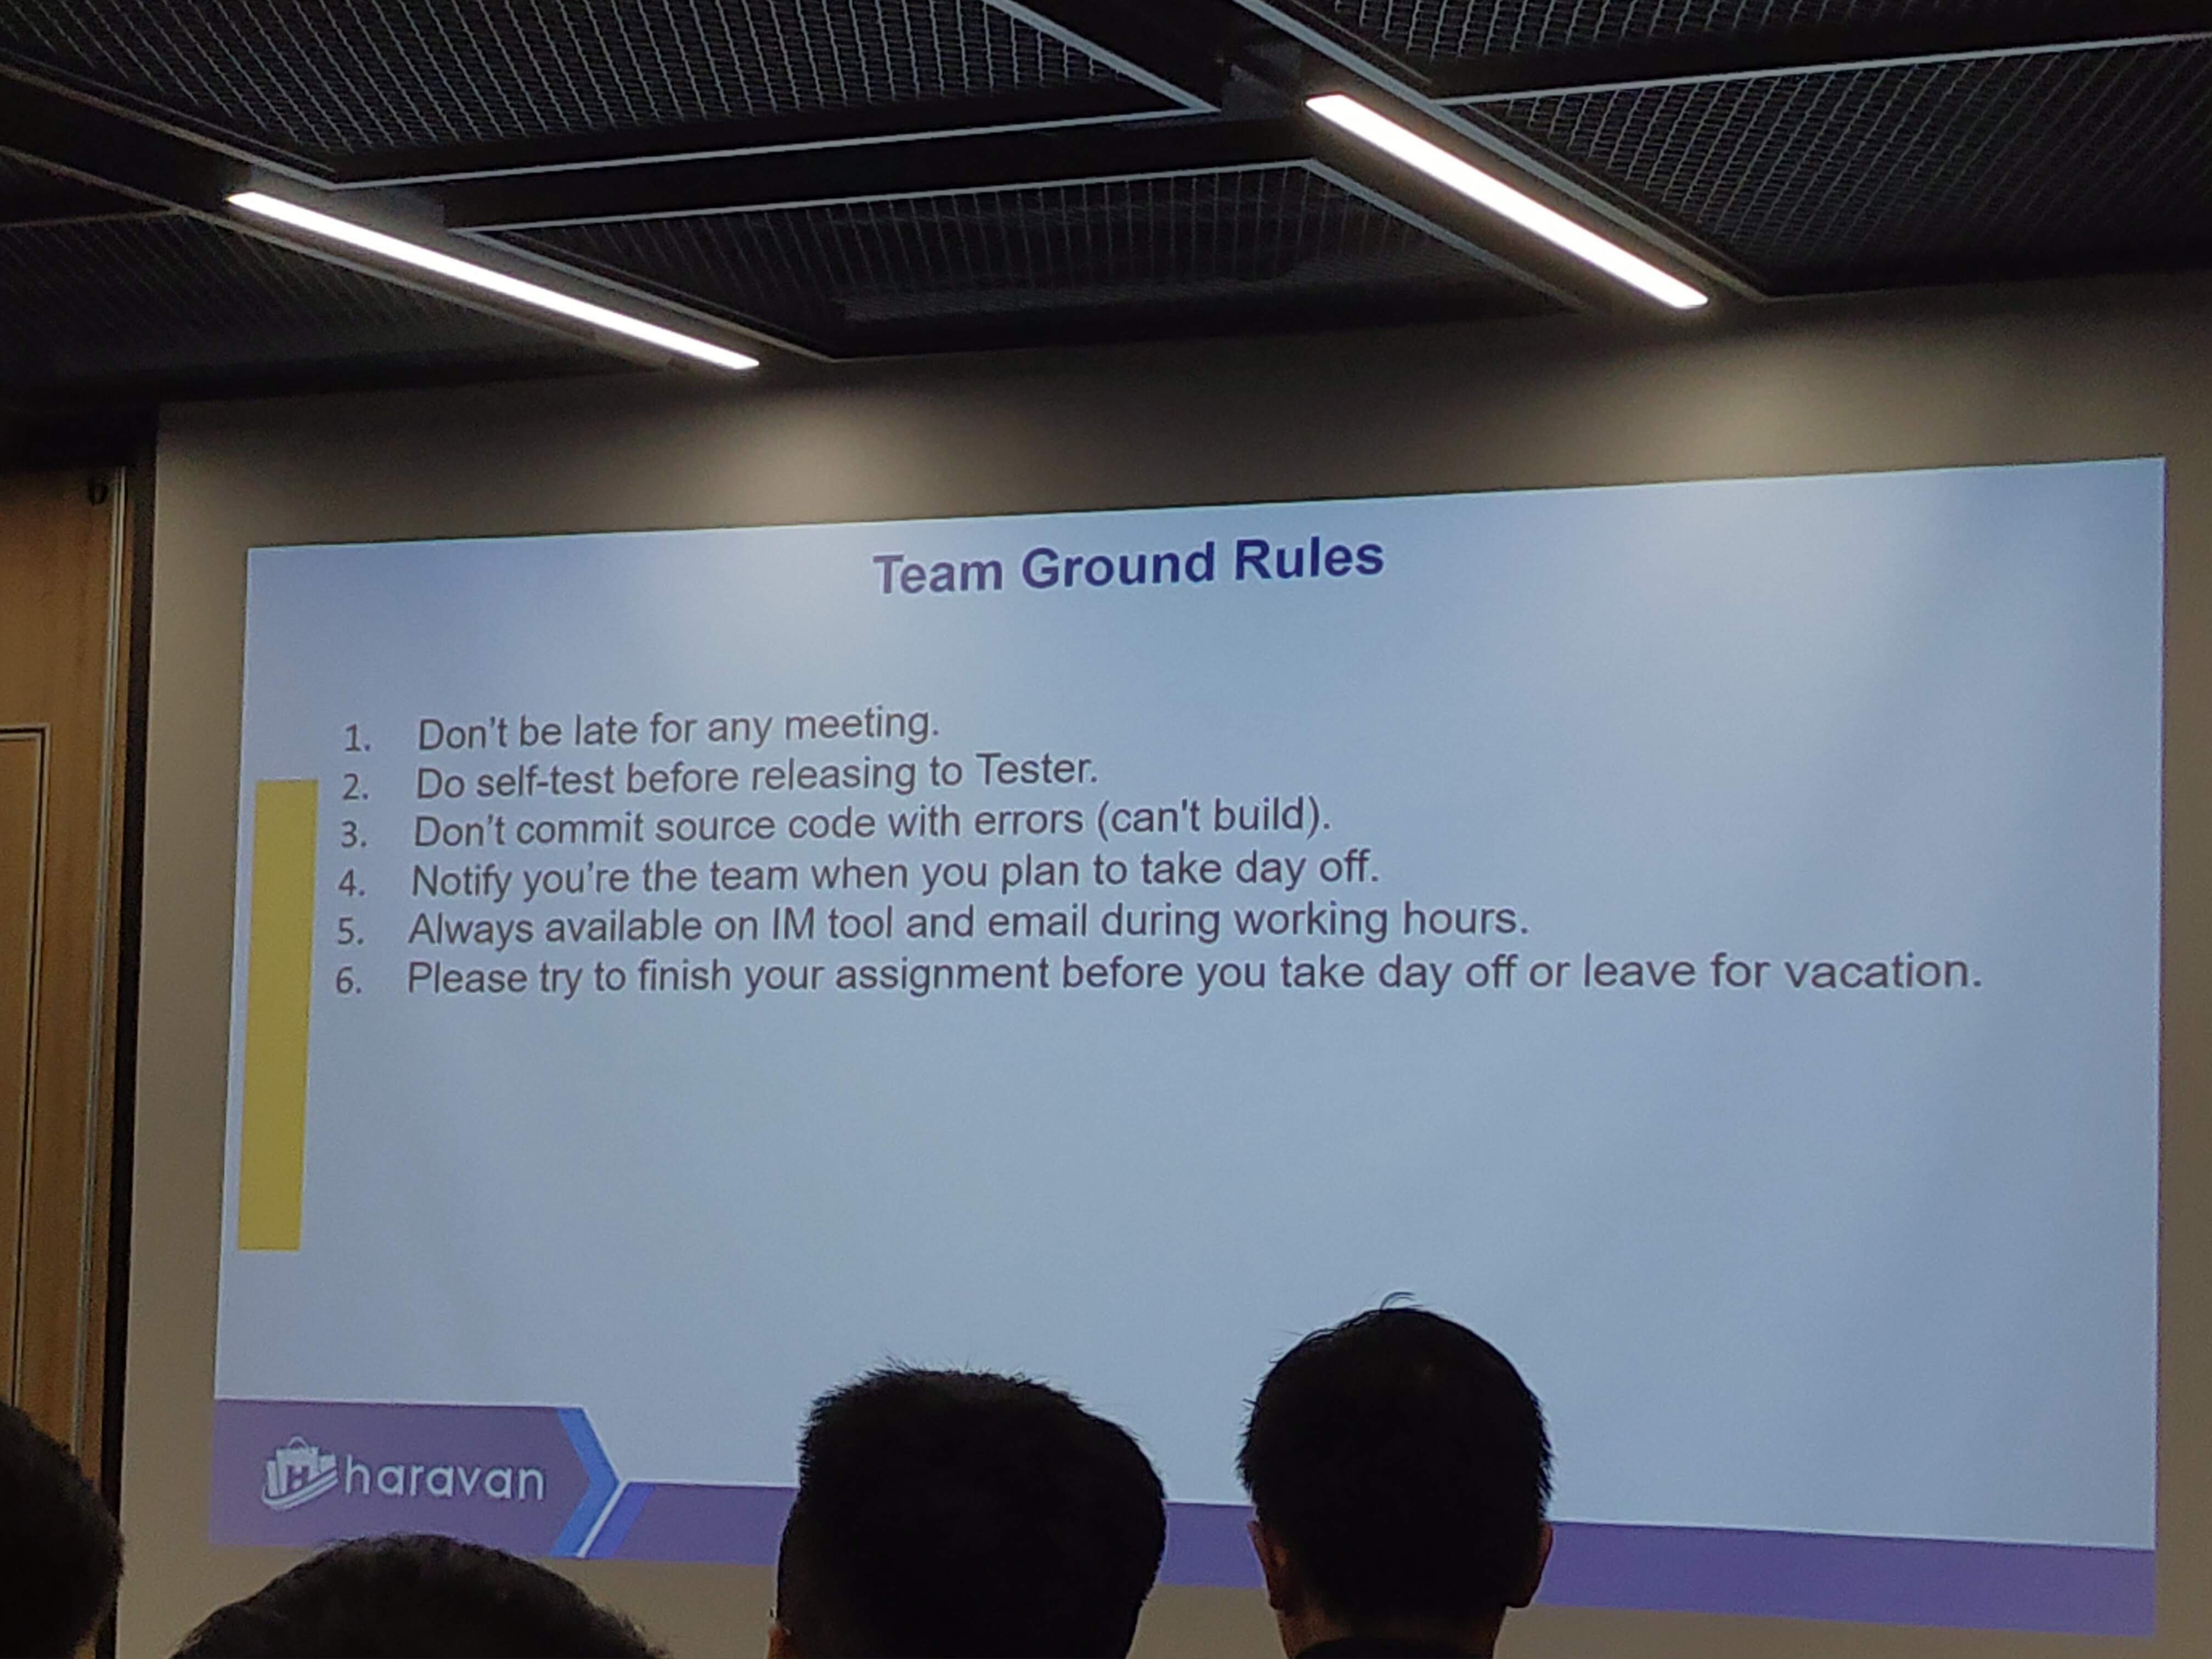 Team Ground Rules
1. Don't be late for any meeting.
2. Do self-test before releasing to Tester.
3. Don't commit source code with errors (can't build).
4. Notify you're the team when you plan to take day off.
5. Always available on IM tool and email during working hours.
6. Please try to finish your assignment before you take day off or leave for vacation.
haravan